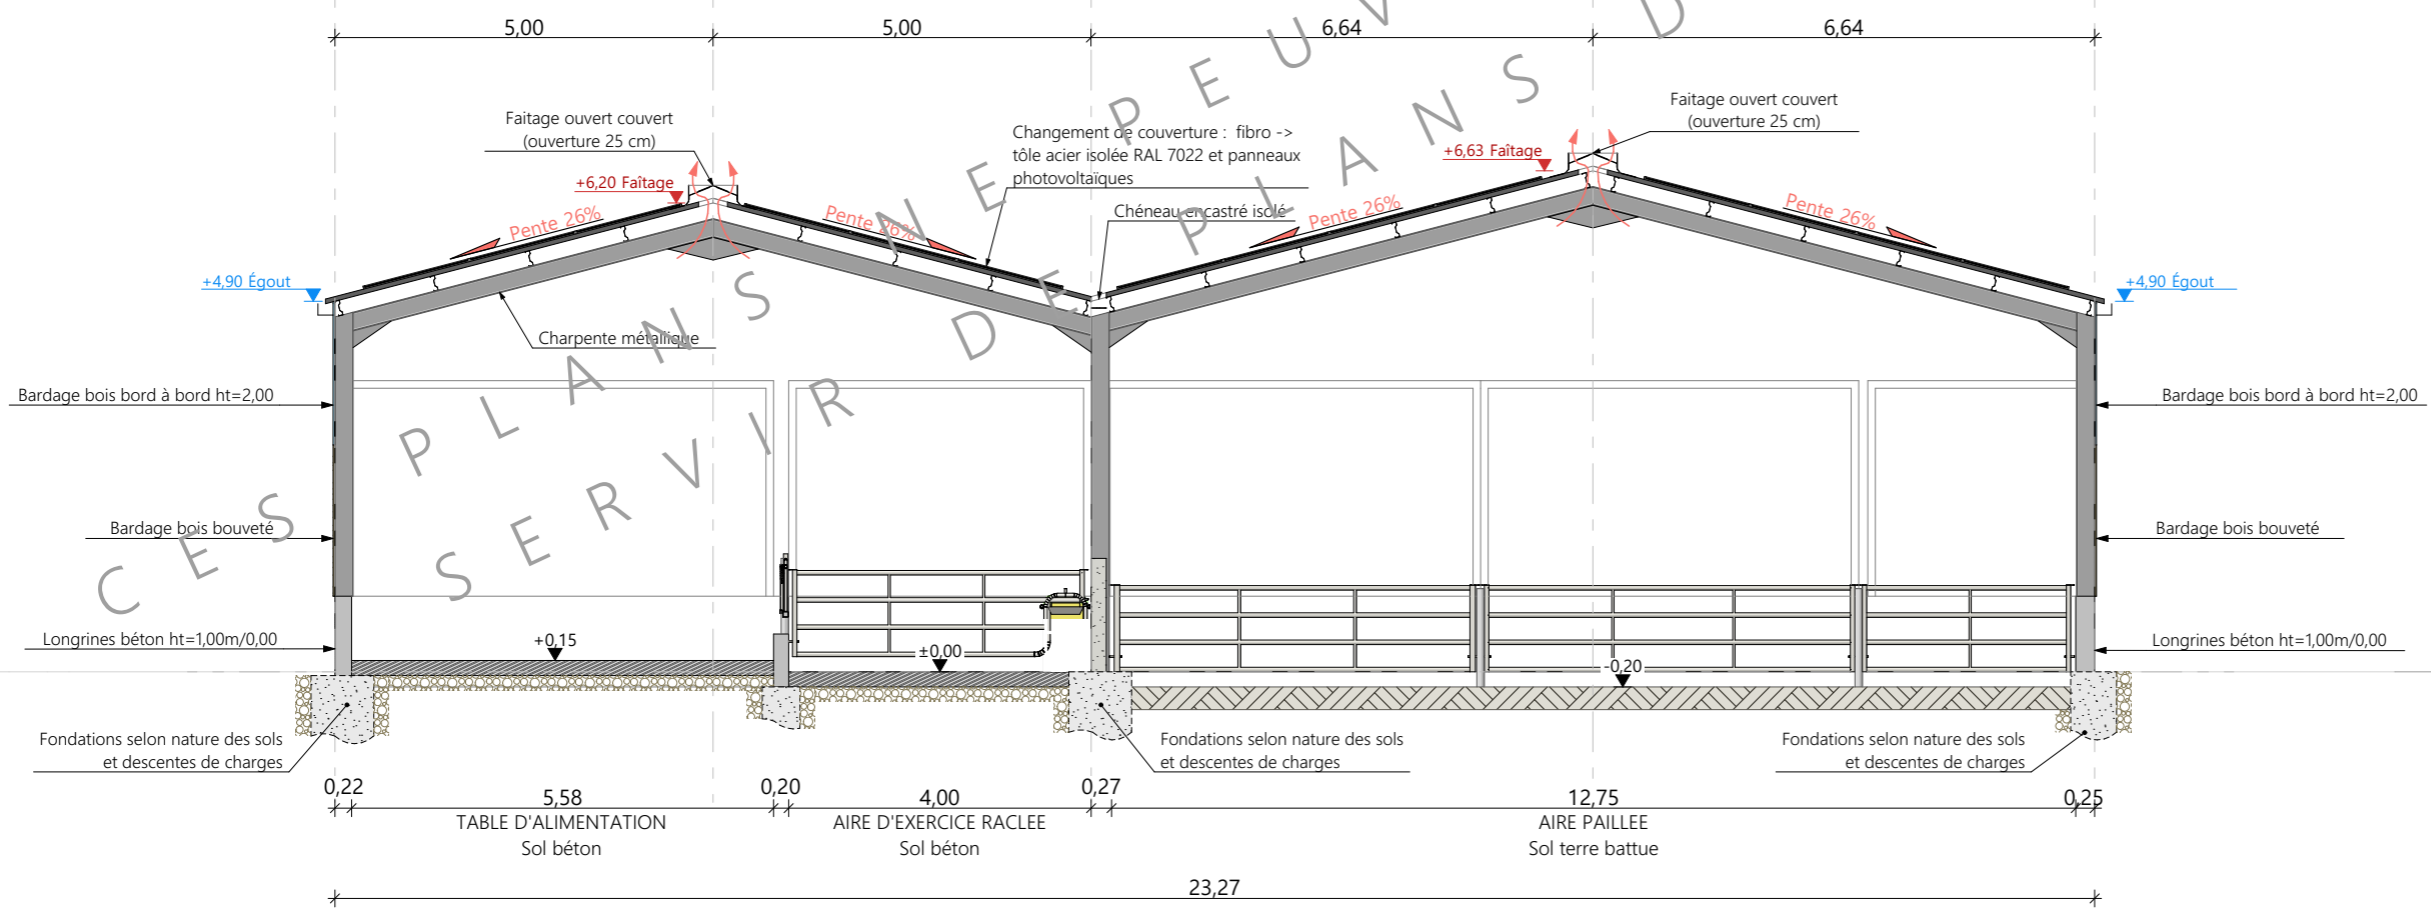 5,00
5,00
6,64
6,64
Faitage ouvert couvert
(ouverture 25 cm)
Changement de couverture : fibro ->
tôle acier isolée RAL 7022 et panneaux
photovoltaïques
Faitage ouvert couvert
(ouverture 25 cm)
+6,20 Faîtage
+6,63 Faîtage
Chéneau encastré isolé
Pente 26%
Pente 26%
Pente 26%
Pente 26%
+4,90 Égout
+4,90 Égout
Charpente métallique
Bardage bois bord à bord ht=2,00
Bardage bois bord à bord ht=2,00
Bardage bois bouveté
Bardage bois bouveté
Longrines béton ht=1,00m/0,00
+0,15
±0,00
-0,20
Longrines béton ht=1,00m/0,00
Fondations selon nature des sols
et descentes de charges
Fondations selon nature des sols
et descentes de charges
Fondations selon nature des sols
et descentes de charges
0,22
5,58
0,20
4,00
0,27
12,75
0,25
TABLE D'ALIMENTATION
Sol béton
AIRE D'EXERCICE RACLEE
Sol béton
AIRE PAILLEE
Sol terre battue
23,27
CES PLANS NE PEUV
SERVIR DE PLANS D